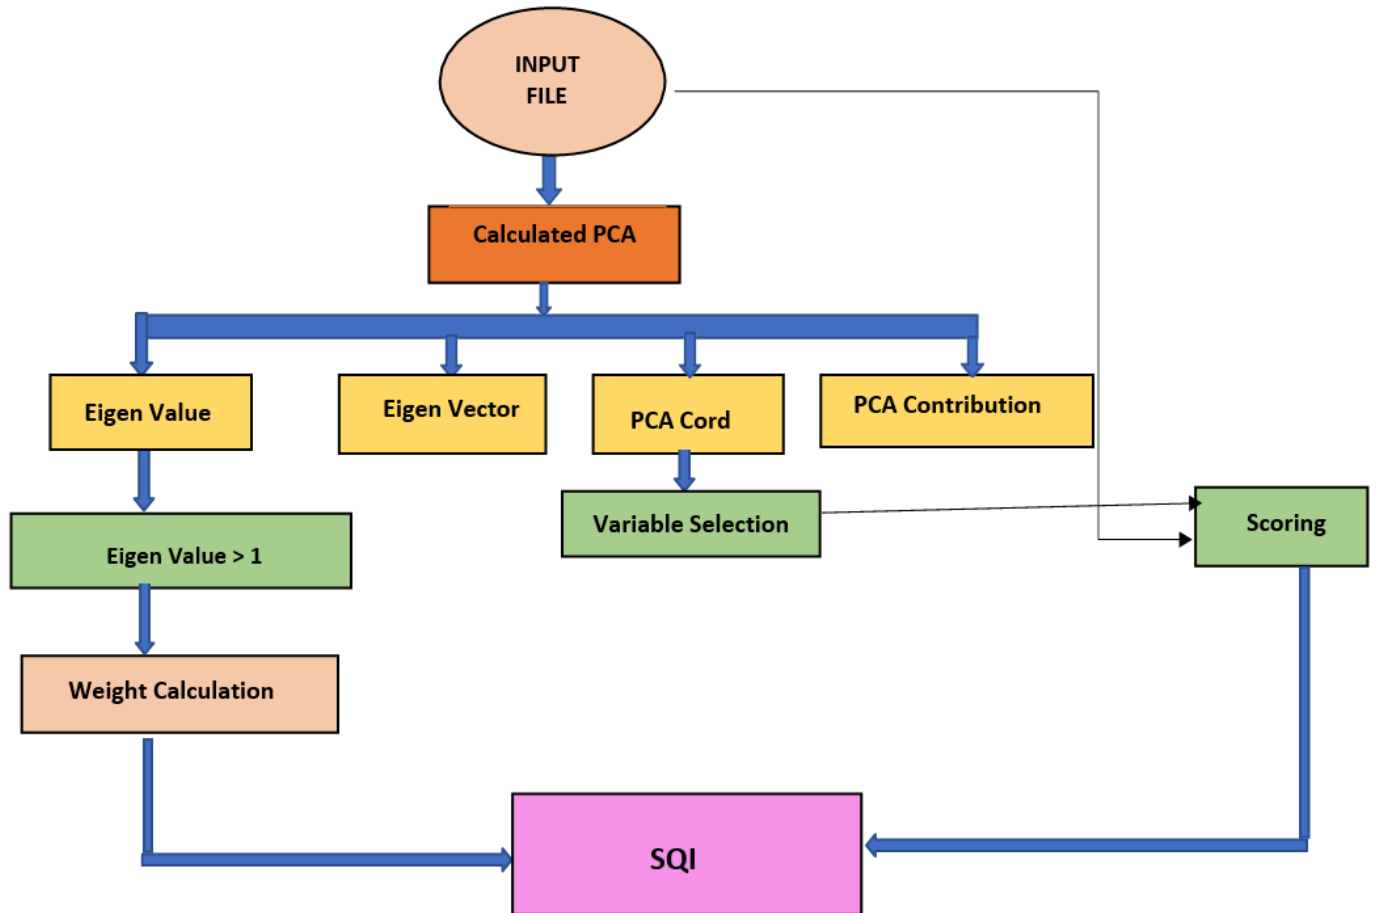 INPUT
FILE
Calculated PCA
Eigen Value
Eigen Vector
PCA Cord
PCA Contribution
Variable Selection
Scoring
Eigen Value > 1
Weight Calculation
SQI